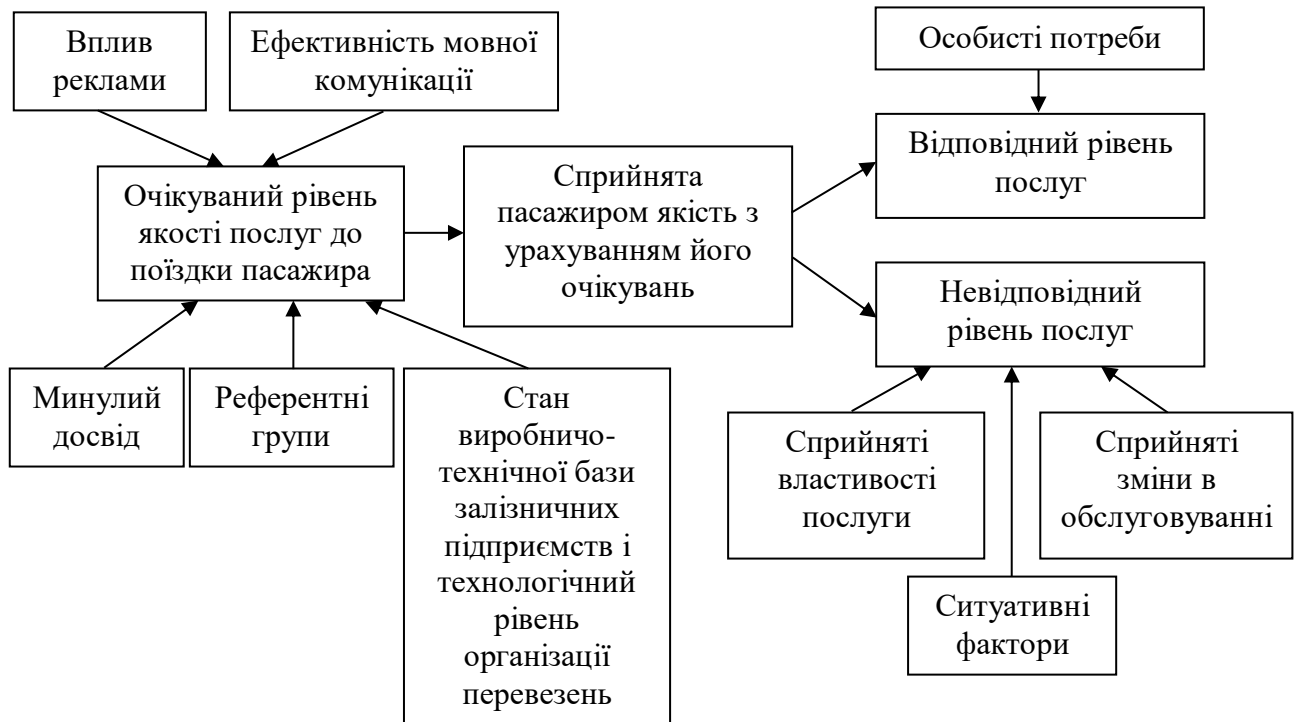 Вплив
реклами
Ефективність мовної
комунікації
Особисті потреби
Очікуваний рівень
якості послуг до
поїздки пасажира
Сприйнята
пасажиром якість з
урахуванням його
очікувань
Відповідний рівень
послуг
Невідповідний
рівень послуг
Минулий
досвід
Референтні
групи
Стан
виробничо-
технічної бази
залізничних
підприємств і
технологічний
рівень
організації
перевезень
Сприйняті
властивості
послуги
Сприйняті
зміни в
обслуговуванні
Ситуативні
фактори